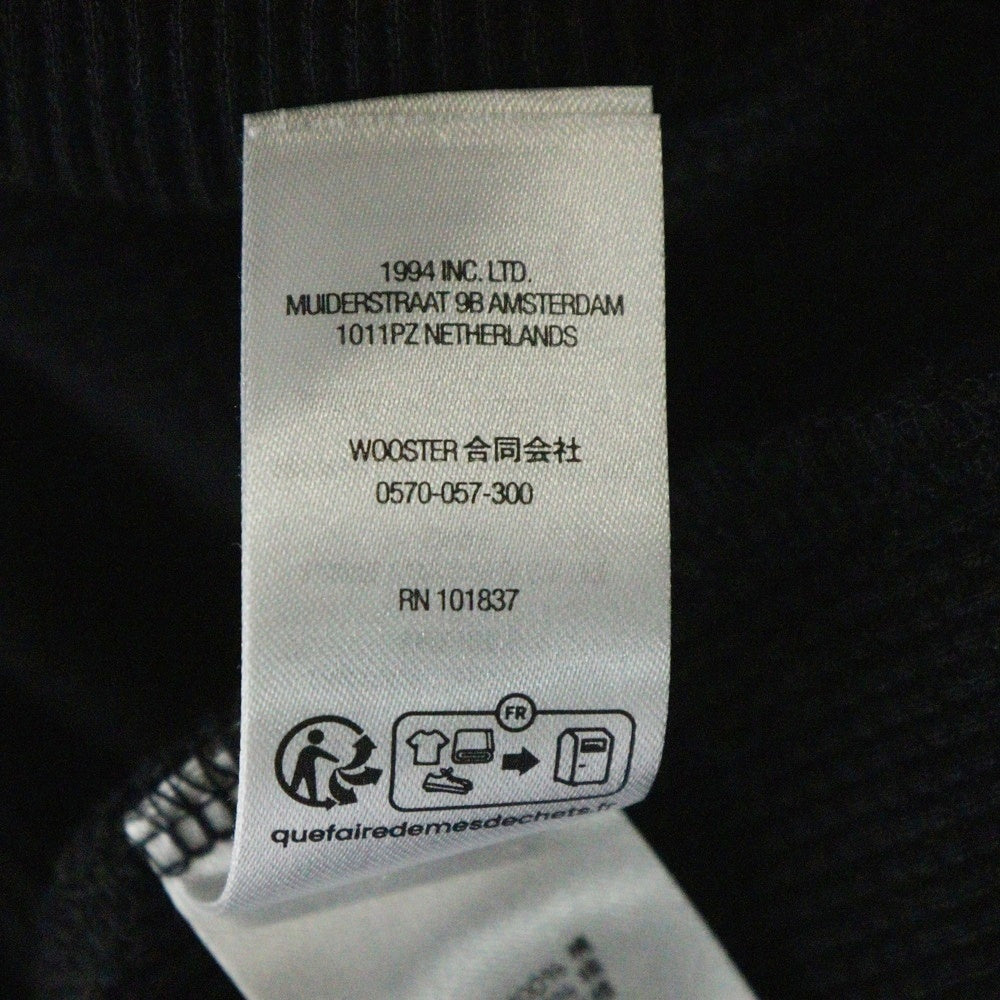 1994 INC. LTD.
MUIDERSTRAAT 9B AMSTERDAM
1011PZ NETHERLANDS
WOOSTER 合同会社
0570-057-300
RN 101837
FR
quefairedemesdechets.fr